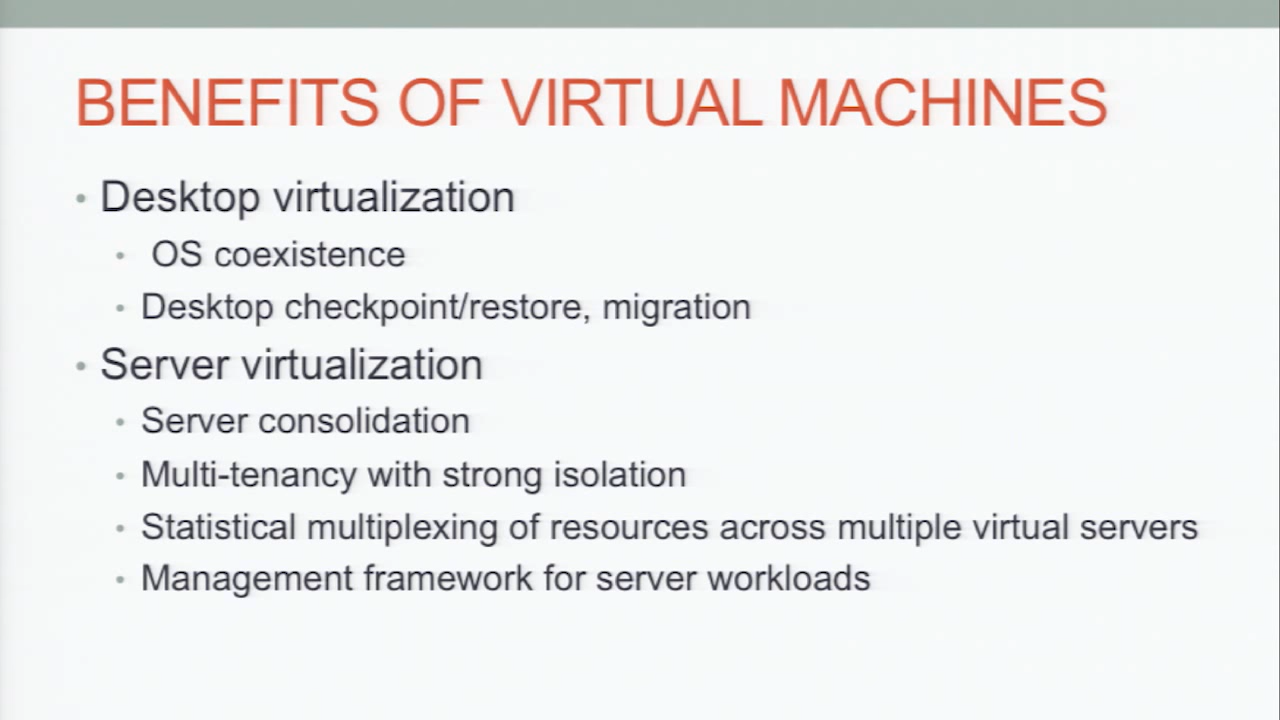 BENEFITS OF VIRTUAL MACHINES
• Desktop virtualization
• OS coexistence
• Desktop checkpoint/restore, migration
• Server virtualization
• Server consolidation
• Multi-tenancy with strong isolation
• Statistical multiplexing of resources across multiple virtual servers
• Management framework for server workloads